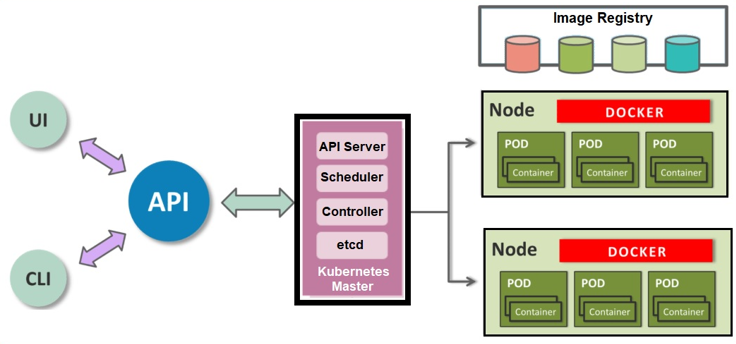 Image Registry
UI
CLI
API
API Server
Scheduler
Controller
etcd
Kubernetes
Master
Node
DOCKER
POD
Container
POD
Container
POD
Container
Node
DOCKER
POD
Container
POD
Container
POD
Container